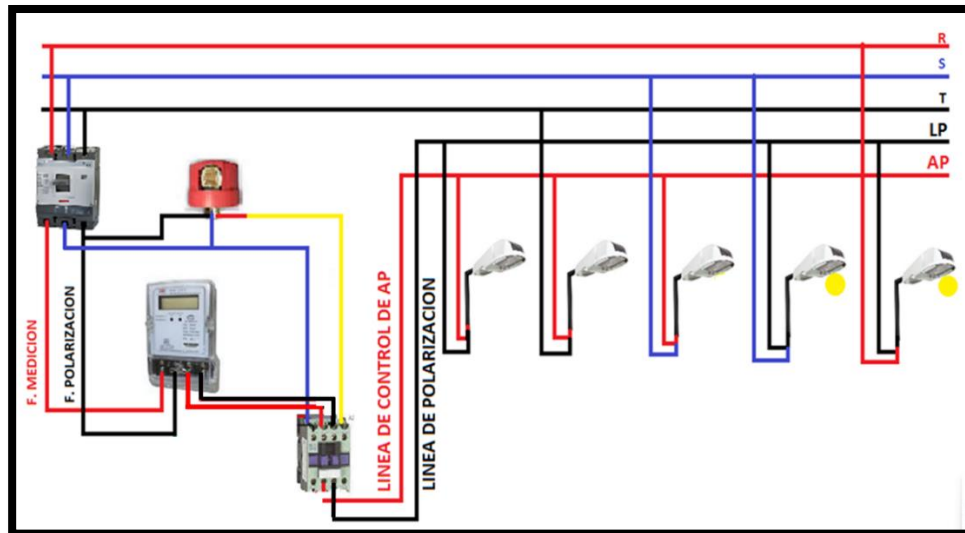 R
S
T
LP
AP
F. MEDICION
F. POLARIZACION
LINEA DE CONTROL DE AP
LINEA DE POLARIZACION